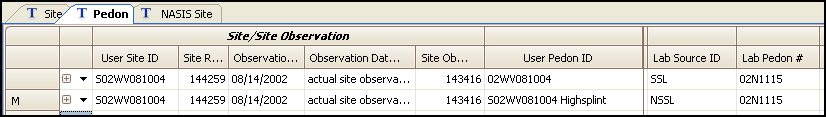 T Site T Pedon T NASIS Site
Site/Site Observation
User Site ID Site R... Observatio... Observation Dat... Site Ob... User Pedon ID Lab Source ID Lab Pedon #
S02WV081004 144259 08/14/2002 actual site observa... 143416 02WV081004 SSL 02N1115
M S02WV081004 144259 08/14/2002 actual site observa... 143416 S02WV081004 Highsplint NSSL 02N1115